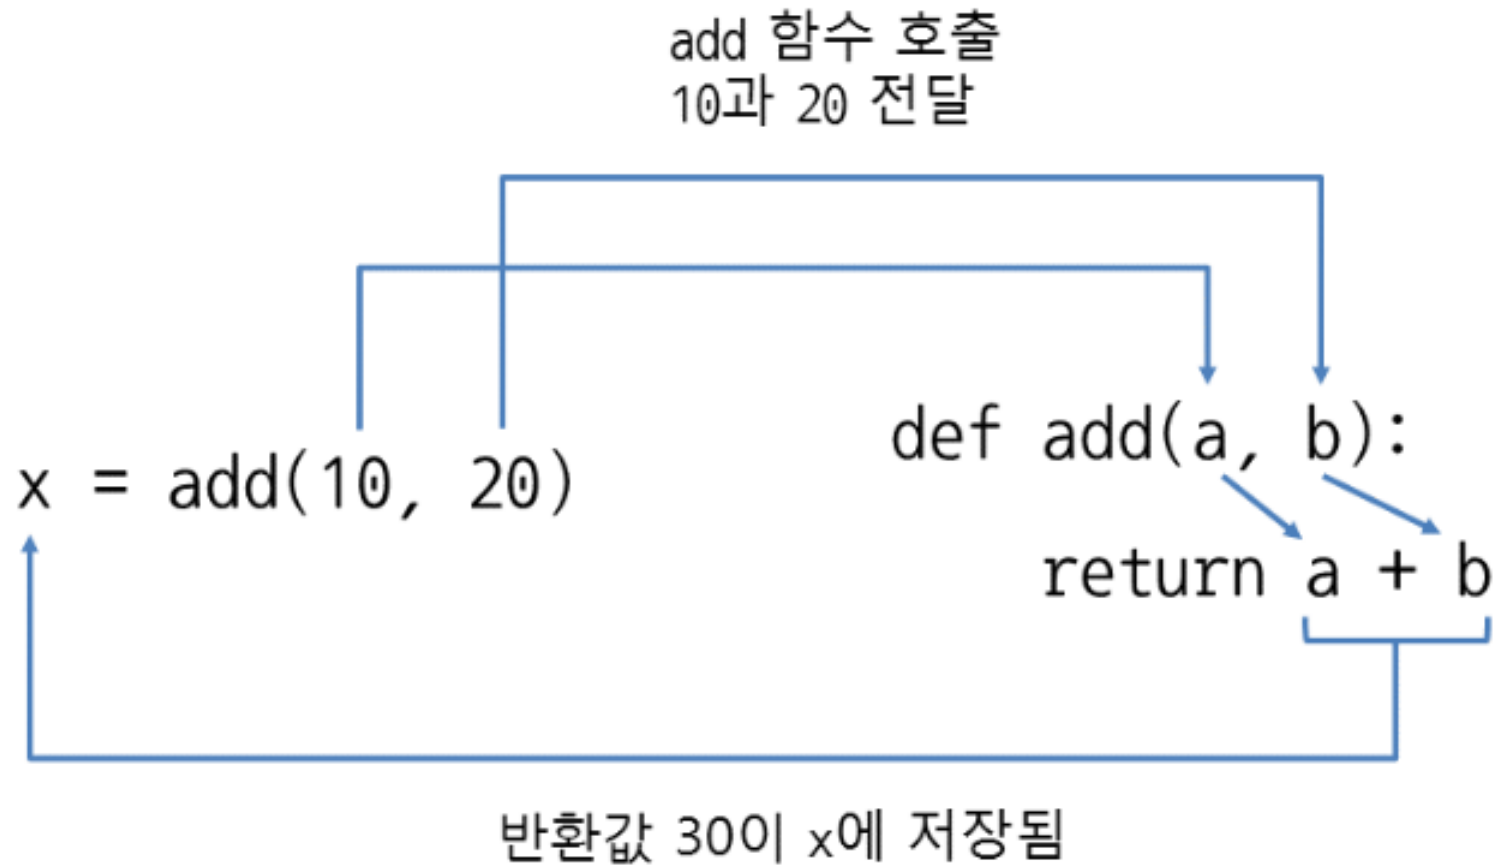 add 함수 호출
10과 20 전달
def add(a, b):
x = add(10, 20)
return a + b
반환값 30이 x에 저장됨